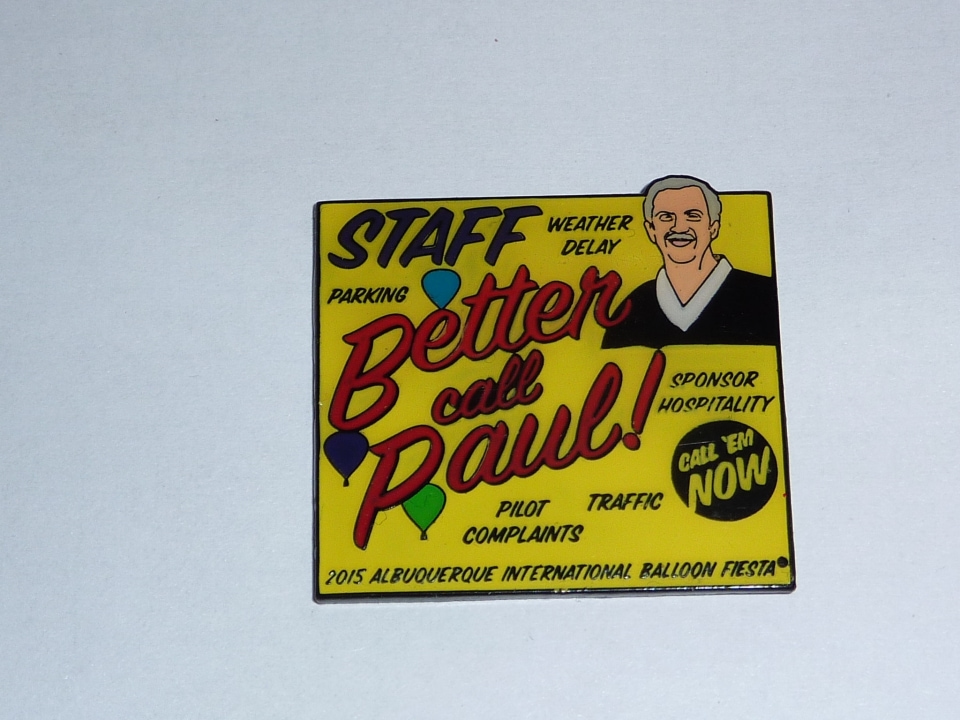 STAFF
WEATHER
DELAY
PARKING
Better
call
Paul!
SPONSOR
HOSPITALITY
CALL 'EM
NOW
PILOT
COMPLAINTS
TRAFFIC
2015 ALBUQUERQUE INTERNATIONAL BALLOON FIESTA